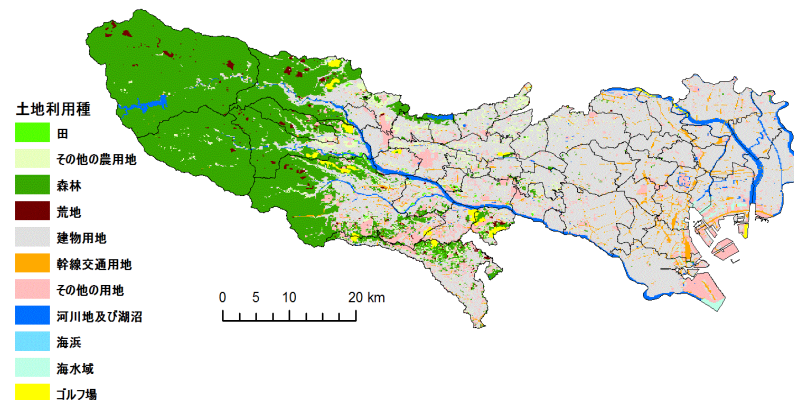 土地利用種
田
その他の農用地
森林
荒地
建物用地
幹線交通用地
その他の用地
河川地及び湖沼
海浜
海水域
ゴルフ場
0 5 10 20 km